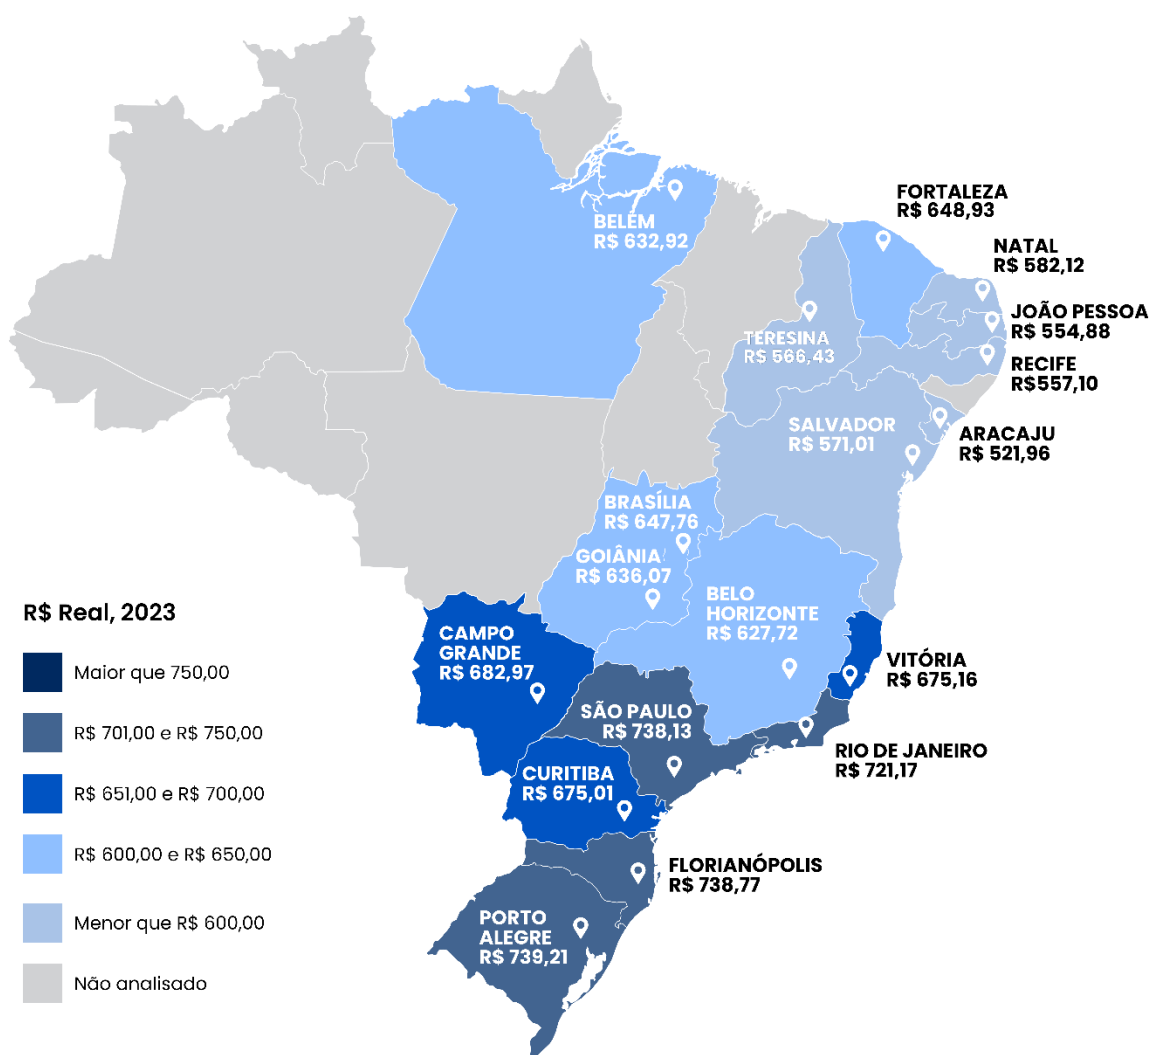 FORTALEZA
R$ 648,93
BELÉM
R$ 632,92
NATAL
R$ 582,12
JOÃO PESSOA
R$ 554,88
TERESINA
R$ 566,43
RECIFE
R$557,10
SALVADOR
R$ 571,01
ARACAJU
R$ 521,96
BRASÍLIA
R$ 647,76
GOIÂNIA
R$ 636,07
BELO
HORIZONTE
R$ 627,72
R$ Real, 2023
Maior que 750,00
R$ 701,00 e R$ 750,00
R$ 651,00 e R$ 700,00
R$ 600,00 e R$ 650,00
Menor que R$ 600,00
Não analisado
CAMPO
GRANDE
R$ 682,97
VITÓRIA
R$ 675,16
SÃO PAULO
R$ 738,13
RIO DE JANEIRO
R$ 721,17
CURITIBA
R$ 675,01
FLORIANÓPOLIS
R$ 738,77
PORTO
ALEGRE
R$ 739,21